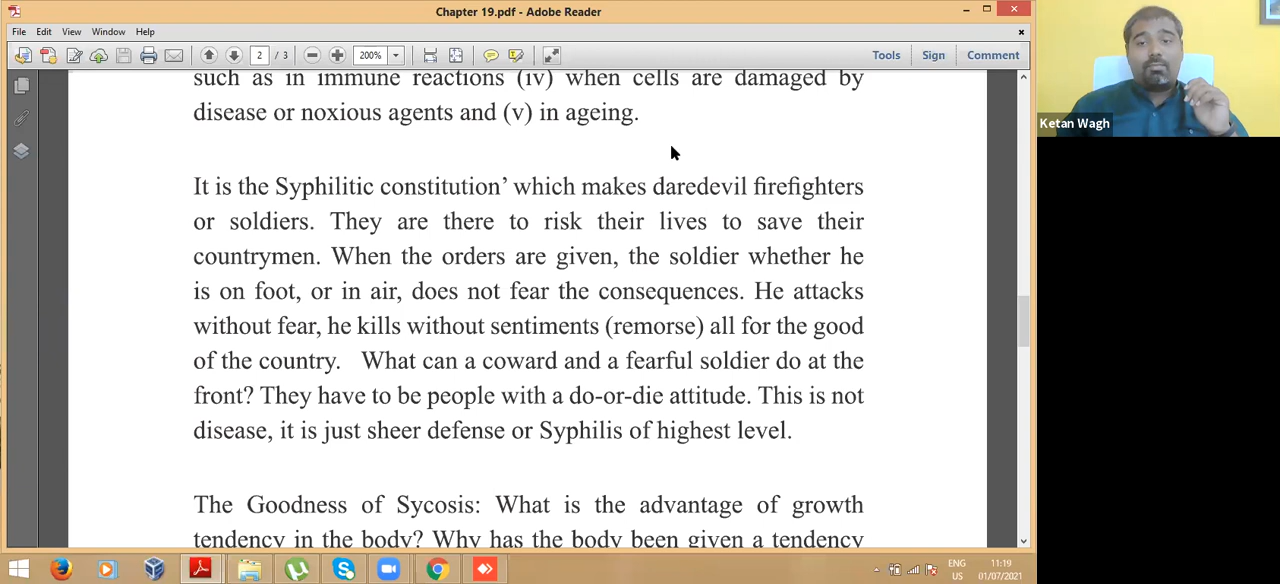 Chapter 19.pdf - Adobe Reader
File Edit View Window Help
2 / 3 200% Tools Sign Comment
such as in immune reactions (iv) when cells are damaged by
disease or noxious agents and (v) in ageing.
It is the Syphilitic constitution’ which makes daredevil firefighters
or soldiers. They are there to risk their lives to save their
countrymen. When the orders are given, the soldier whether he
is on foot, or in air, does not fear the consequences. He attacks
without fear, he kills without sentiments (remorse) all for the good
of the country. What can a coward and a fearful soldier do at the
front? They have to be people with a do-or-die attitude. This is not
disease, it is just sheer defense or Syphilis of highest level.
The Goodness of Sycosis: What is the advantage of growth
tendency in the body? Why has the body been given a tendency
Ketan Wagh
ENG
US
11:19
01/07/2021